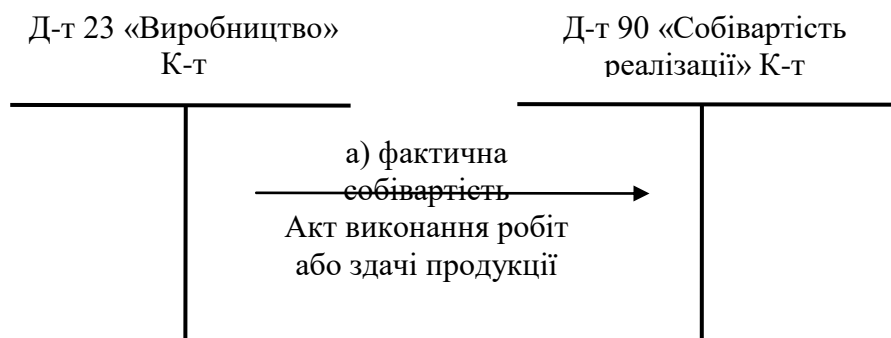 Д-т 23 «Виробництво»
К-т
Д-т 90 «Собівартість
реалізації» К-т
а) фактична
собівартість
Акт виконання робіт
або здачі продукції